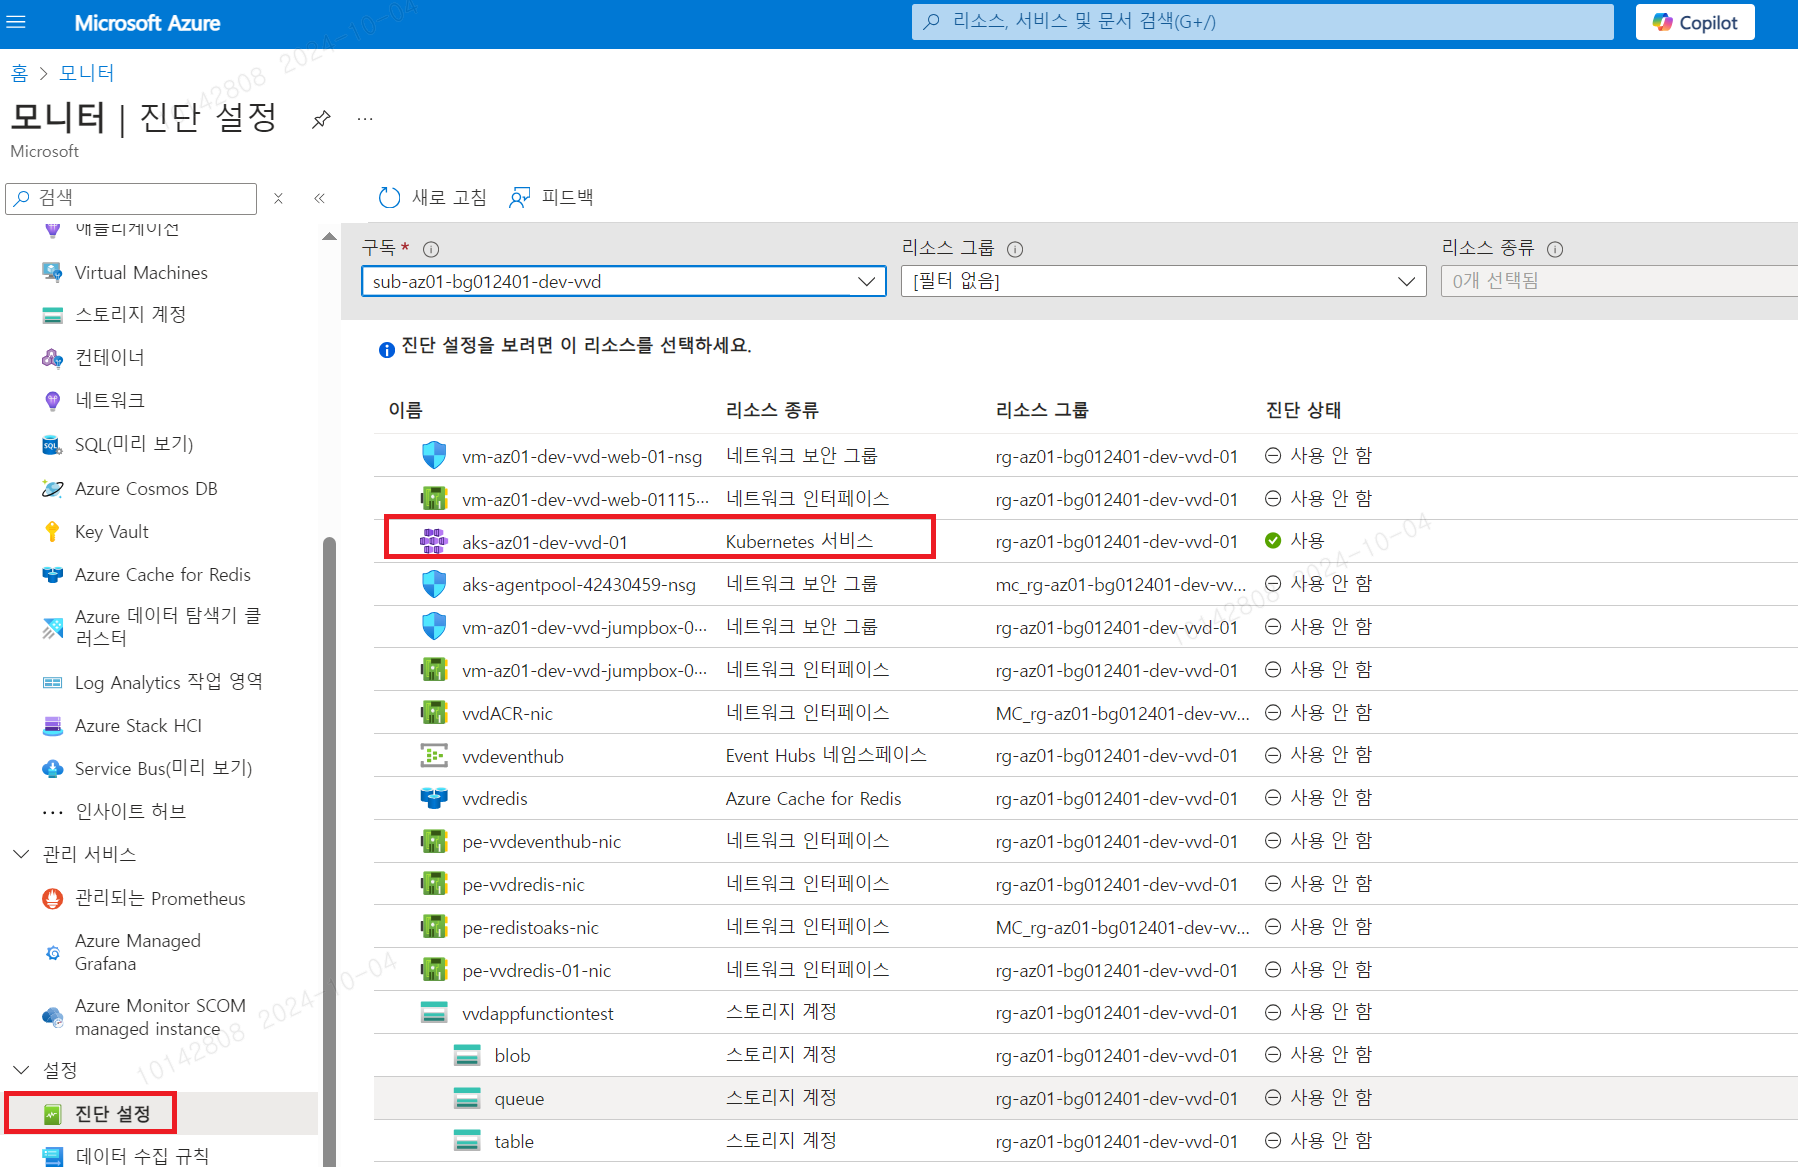 Microsoft Azure
리소스, 서비스 및 문서 검색(G+/)
Copilot
홈 > 모니터
모니터 | 진단 설정
...
Microsoft
검색
새로 고침
피드백
애플리케이션
Virtual Machines
스토리지 계정
컨테이너
네트워크
SQL(미리 보기)
Azure Cosmos DB
Key Vault
Azure Cache for Redis
Azure 데이터 탐색기 클
러스터
Log Analytics 작업 영역
Azure Stack HCI
Service Bus(미리 보기)
인사이트 허브
관리 서비스
관리되는 Prometheus
Azure Managed
Grafana
Azure Monitor SCOM
managed instance
설정
진단 설정
데이터 수집 규칙
구독 *
리소스 그룹
리소스 종류
sub-az01-bg012401-dev-vvd
[필터 없음]
0개 선택됨
진단 설정을 보려면 이 리소스를 선택하세요.
이름 리소스 종류 리소스 그룹 진단 상태
vm-az01-dev-vvd-web-01-nsg 네트워크 보안 그룹 rg-az01-bg012401-dev-vvd-01 사용 안 함
vm-az01-dev-vvd-web-01115... 네트워크 인터페이스 rg-az01-bg012401-dev-vvd-01 사용 안 함
aks-az01-dev-vvd-01 Kubernetes 서비스 rg-az01-bg012401-dev-vvd-01 사용
aks-agentpool-42430459-nsg 네트워크 보안 그룹 mc_rg-az01-bg012401-dev-vv... 사용 안 함
vm-az01-dev-vvd-jumpbox-0... 네트워크 보안 그룹 rg-az01-bg012401-dev-vvd-01 사용 안 함
vm-az01-dev-vvd-jumpbox-0... 네트워크 인터페이스 rg-az01-bg012401-dev-vvd-01 사용 안 함
vvdACR-nic 네트워크 인터페이스 MC_rg-az01-bg012401-dev-vv... 사용 안 함
vvdeventhub Event Hubs 네임스페이스 rg-az01-bg012401-dev-vvd-01 사용 안 함
vvdredis Azure Cache for Redis rg-az01-bg012401-dev-vvd-01 사용 안 함
pe-vvdeventhub-nic 네트워크 인터페이스 rg-az01-bg012401-dev-vvd-01 사용 안 함
pe-vvdredis-nic 네트워크 인터페이스 rg-az01-bg012401-dev-vvd-01 사용 안 함
pe-redistoaks-nic 네트워크 인터페이스 MC_rg-az01-bg012401-dev-vv... 사용 안 함
pe-vvdredis-01-nic 네트워크 인터페이스 rg-az01-bg012401-dev-vvd-01 사용 안 함
vvdappfunctiontest 스토리지 계정 rg-az01-bg012401-dev-vvd-01 사용 안 함
blob 스토리지 계정 rg-az01-bg012401-dev-vvd-01 사용 안 함
queue 스토리지 계정 rg-az01-bg012401-dev-vvd-01 사용 안 함
table 스토리지 계정 rg-az01-bg012401-dev-vvd-01 사용 안 함
10142808 2024-10-04
10142808 2024-10-04
10142808 2024-10-04